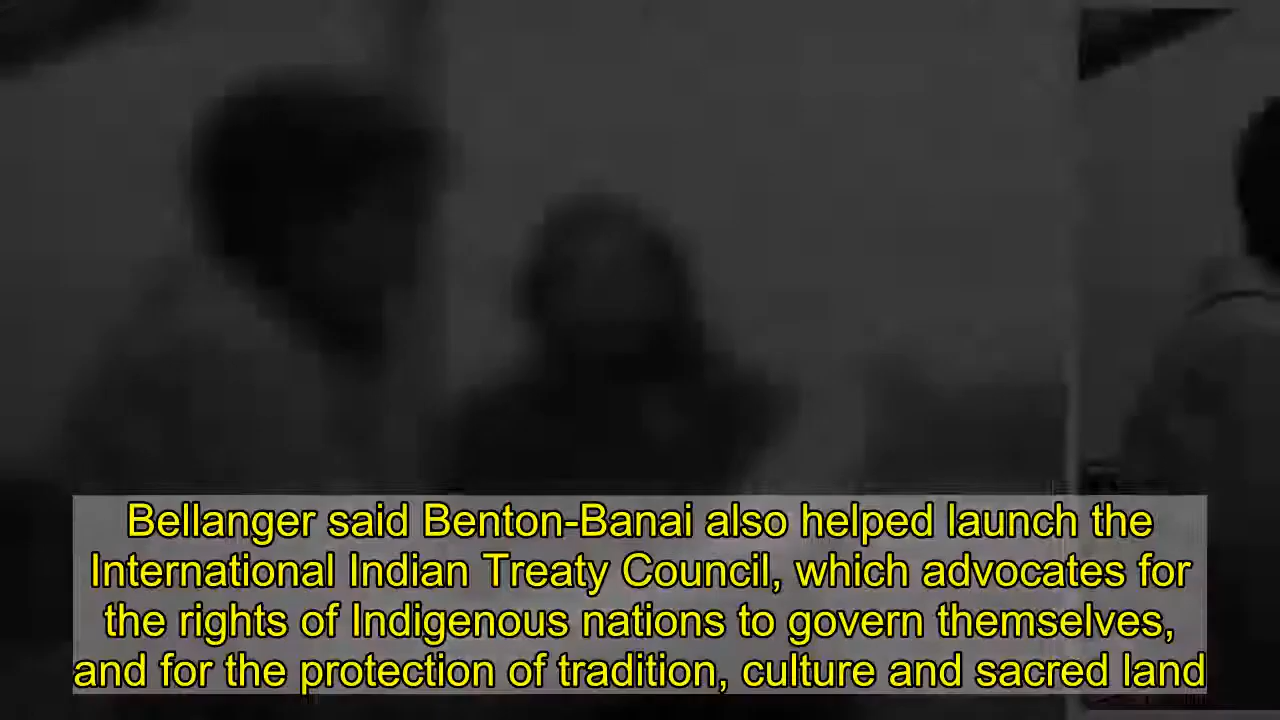 Bellanger said Benton-Banai also helped launch the
International Indian Treaty Council, which advocates for
the rights of Indigenous nations to govern themselves,
and for the protection of tradition, culture and sacred land